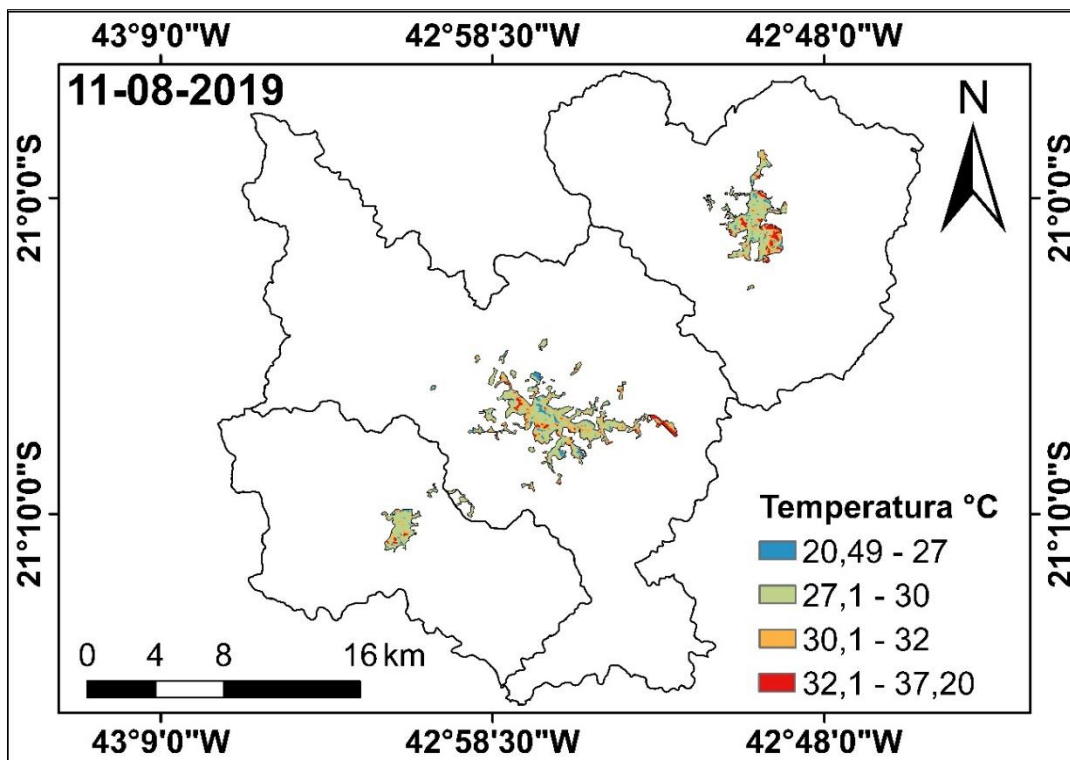 43°9'0"W 42°58'30"W 42°48'0"W
11-08-2019
N
21°0'0"S 21°0'0"S
21°10'0"S 21°10'0"S
Temperatura °C
20,49 - 27
27,1 - 30
30,1 - 32
32,1 - 37,20
0 4 8 16 km
43°9'0"W 42°58'30"W 42°48'0"W